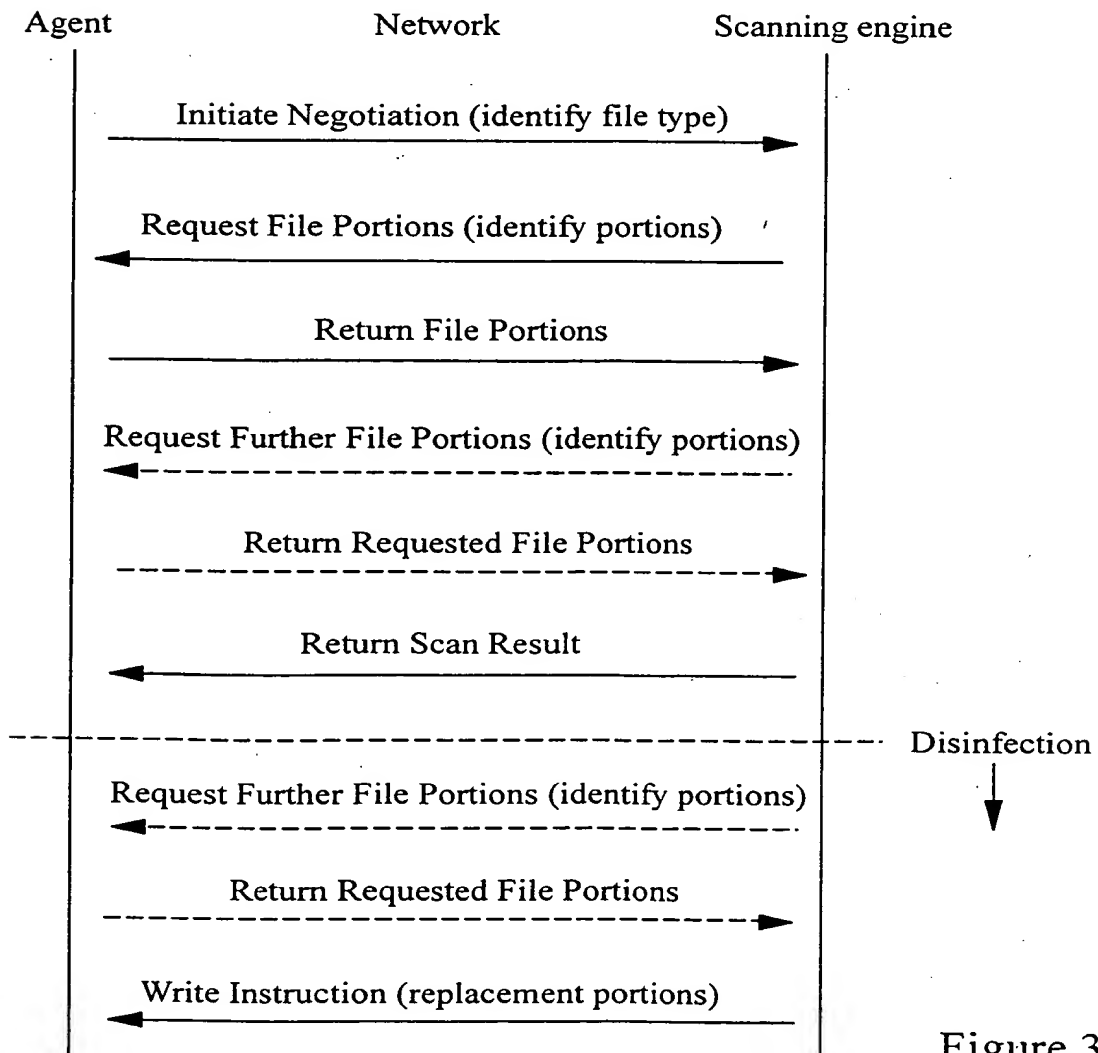 Agent Network Scanning engine
Initiate Negotiation (identify file type)
Request File Portions (identify portions)
Return File Portions
Request Further File Portions (identify portions)
Return Requested File Portions
Return Scan Result
Disinfection
Request Further File Portions (identify portions)
Return Requested File Portions
Write Instruction (replacement portions)
Figure 3